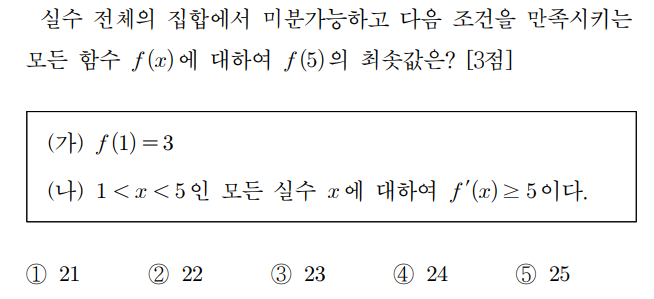 실수 전체의 집합에서 미분가능하고 다음 조건을 만족시키는
모든 함수 f(x)에 대하여 f(5)의 최솟값은? [3점]
(가) f(1)=3
(나) 1<x<5인 모든 실수 x에 대하여 f′(x)≥5이다.
① 21 ② 22 ③ 23 ④ 24 ⑤ 25